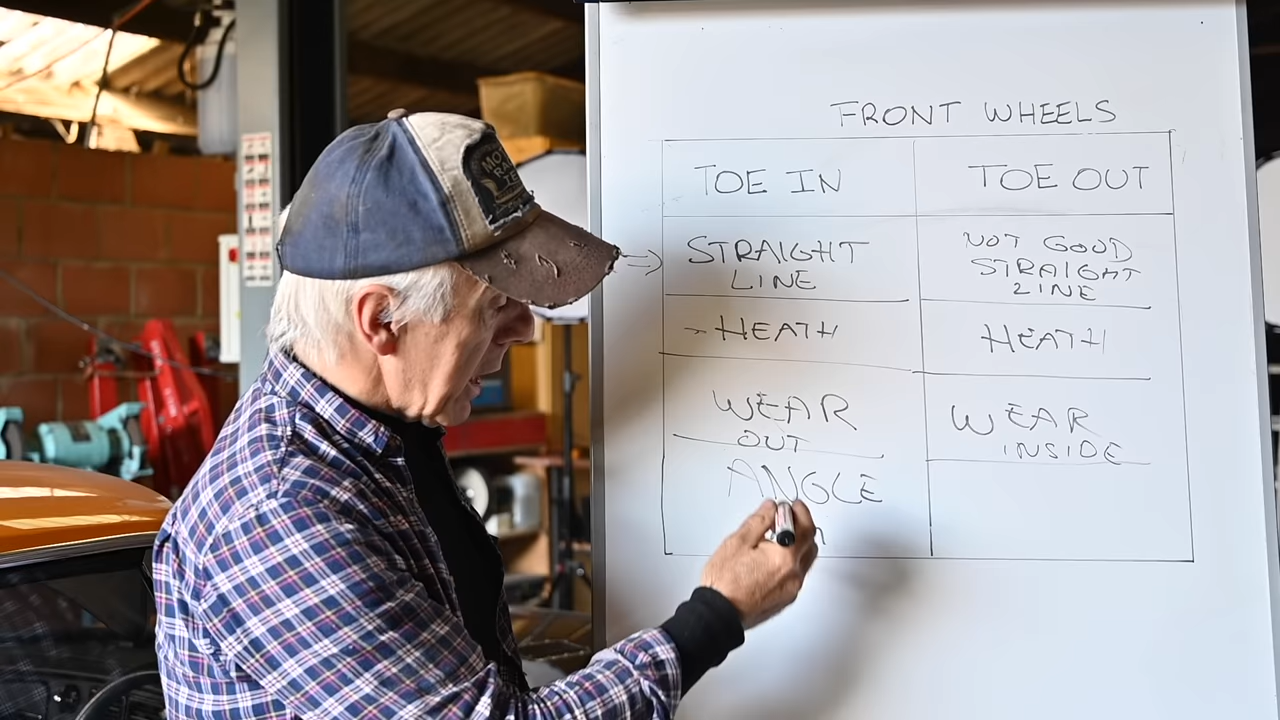 FRONT WHEELS
TOE IN
TOE OUT
STRAIGHT
LINE
NOT GOOD
STRAIGHT
LINE
HEATH
HEATH
WEAR
OUT
WEAR
INSIDE
ANGLE